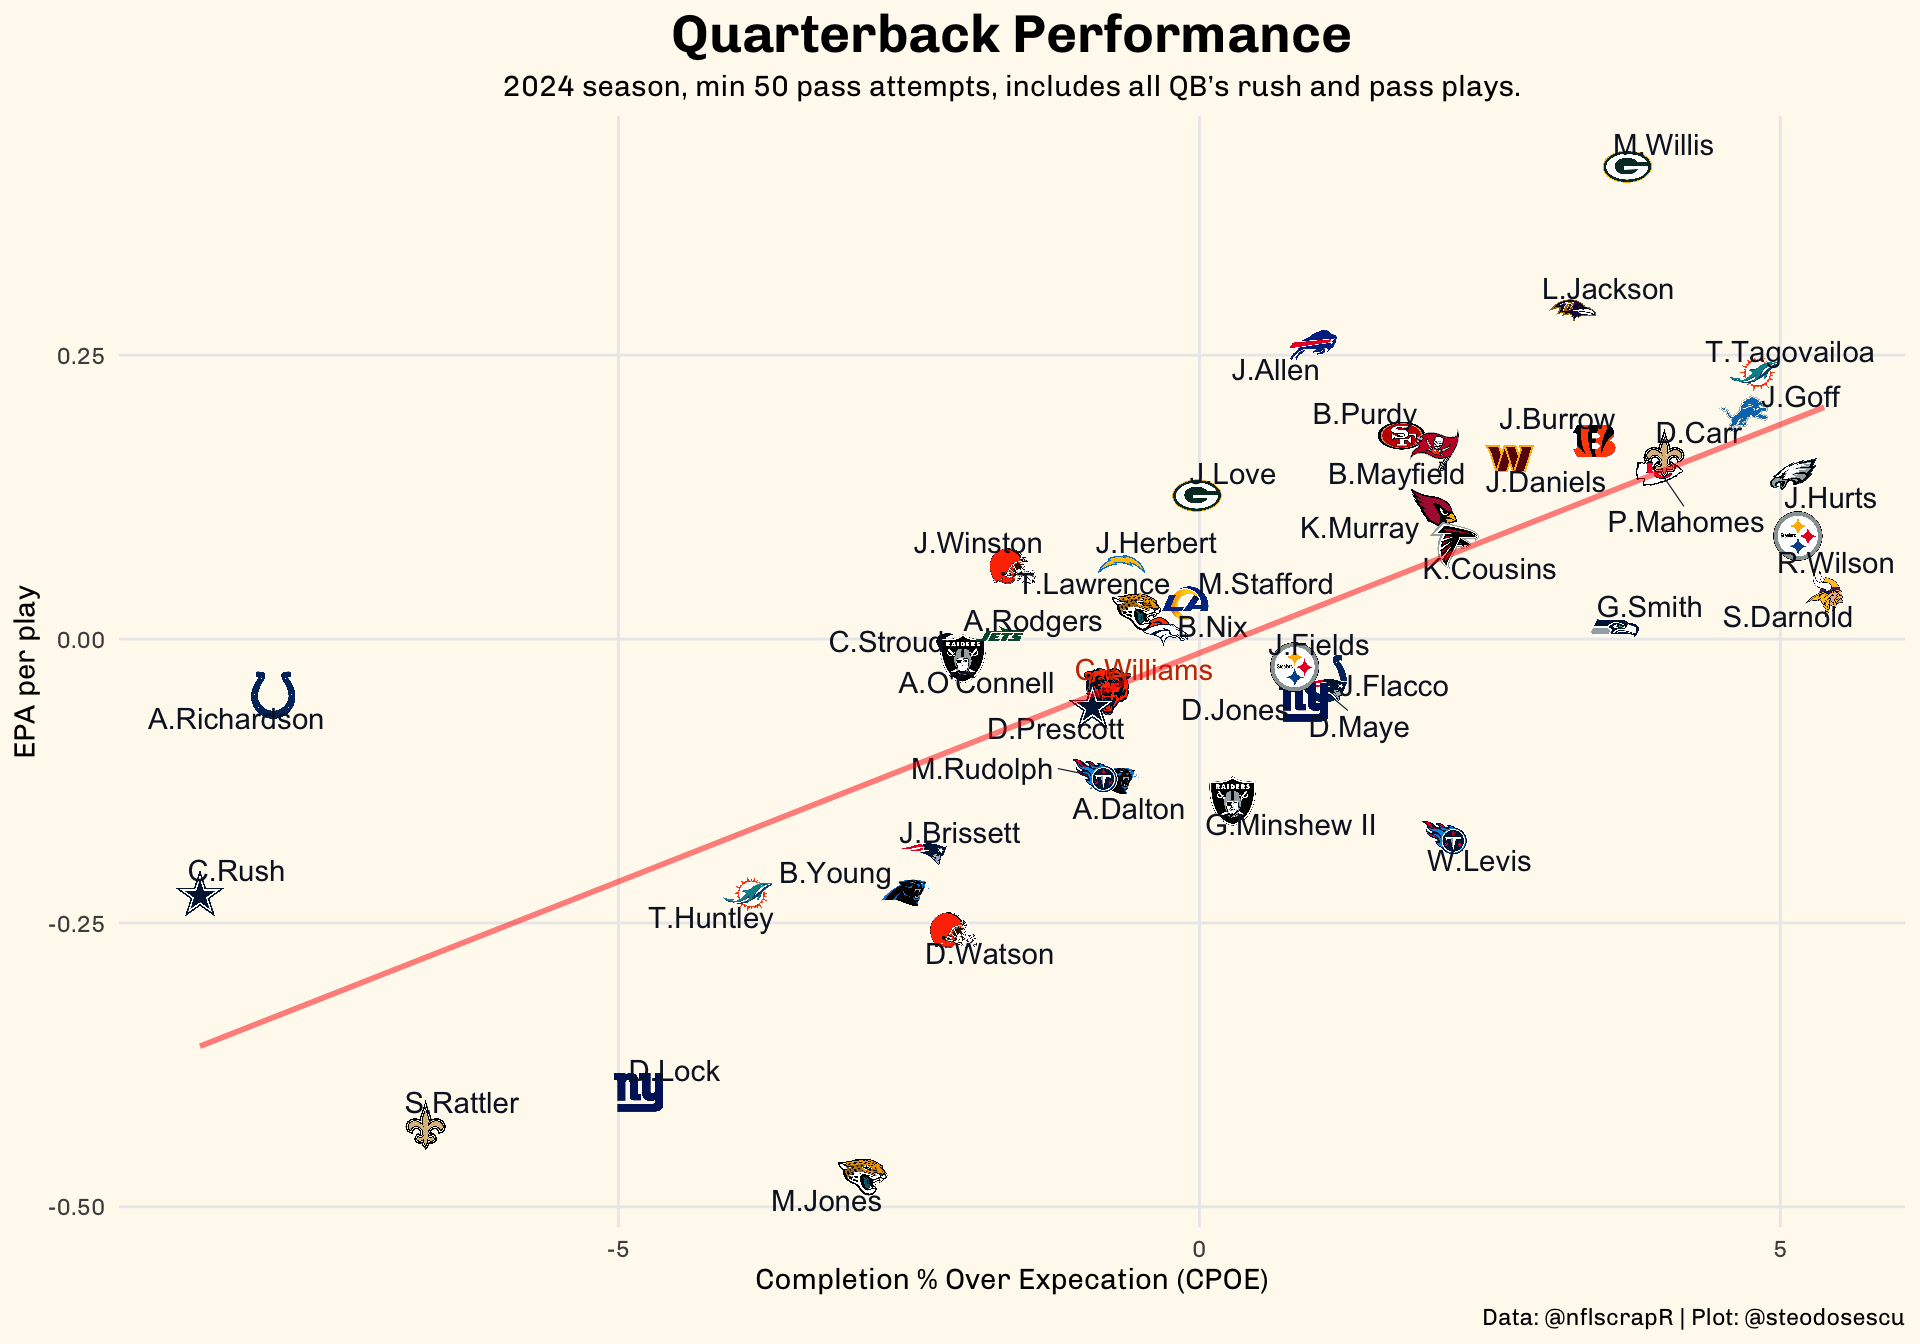 Quarterback Performance
2024 season, min 50 pass attempts, includes all QB's rush and pass plays.
M.Willis
L.Jackson
T.Tagovailoa
J.Allen
J.Goff
B.Purdy
J.Burrow
D.Carr
B.Mayfield
J.Love
J.Daniels
J.Hurts
P.Mahomes
K.Murray
J.Winston
J.Herbert
R.Wilson
K.Cousins
T.Lawrence
M.Stafford
G.Smith
S.Darnold
A.Rodgers
B.Nix
C.Stroud
J.Fields
C.Williams
A.O'Connell
J.Flacco
D.Jones
A.Richardson
D.Prescott
D.Maye
M.Rudolph
A.Dalton
G.Minshew II
J.Brissett
W.Levis
C.Rush
B.Young
T.Huntley
D.Watson
D.Lock
S.Rattler
M.Jones
0.25
0.00
-0.25
-0.50
EPA per play
-5
0
5
Completion % Over Expecation (CPOE)
Data: @nflscrapR | Plot: @steodosescu